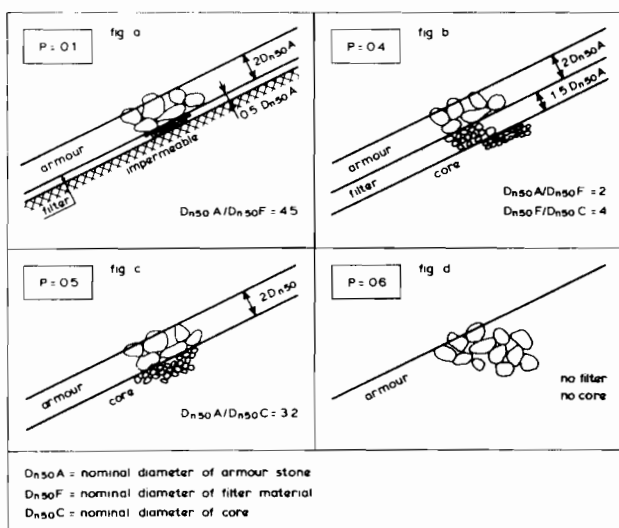 P = 0.1
fig a
2Dn50A
0.5 Dn50A
armour
impermeable
filter
Dn50A/Dn50F = 4.5
P = 0.4
fig b
2Dn50A
1.5 Dn50A
armour
filter
core
Dn50A/Dn50F = 2
Dn50F/Dn50C = 4
P = 0.5
fig c
2Dn50
armour
core
Dn50A/Dn50C = 3.2
P = 0.6
fig d
armour
no filter
no core
Dn50A = nominal diameter of armour stone
Dn50F = nominal diameter of filter material
Dn50C = nominal diameter of core